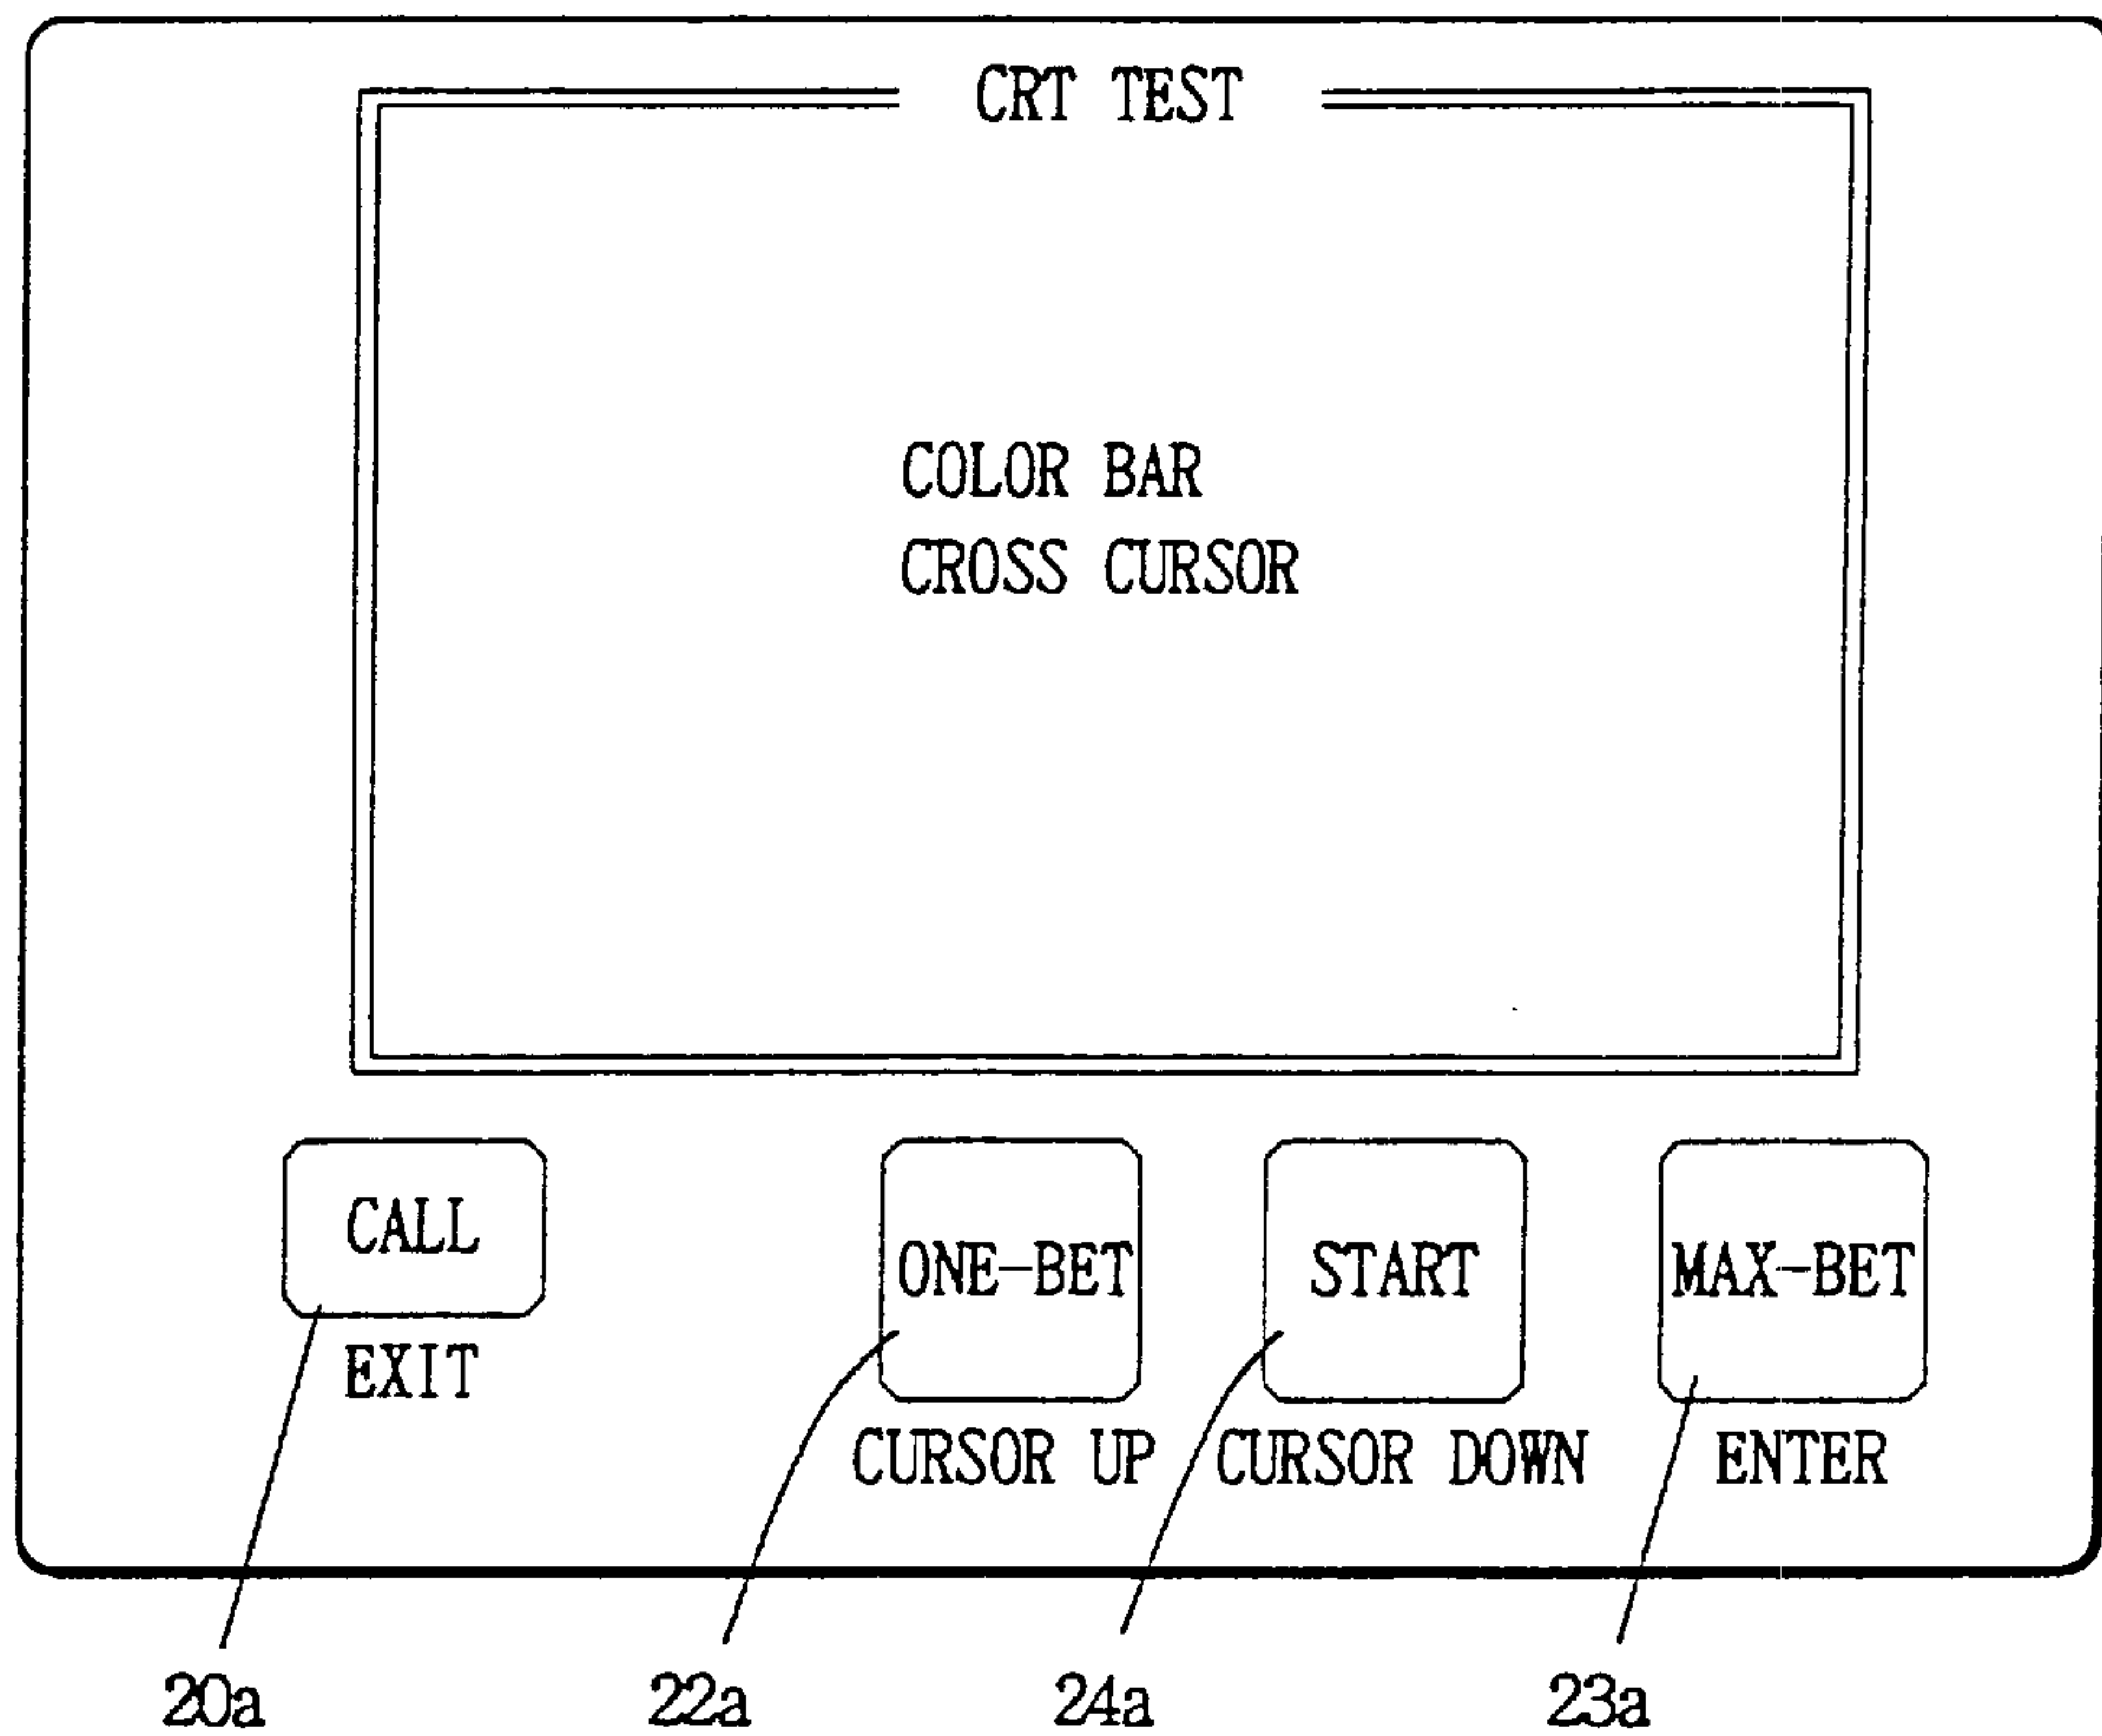 CRT TEST
COLOR BAR
CROSS CURSOR
CALL
EXIT
ONE-BET
CURSOR UP
START
CURSOR DOWN
MAX-BET
ENTER
20a
22a
24a
23a